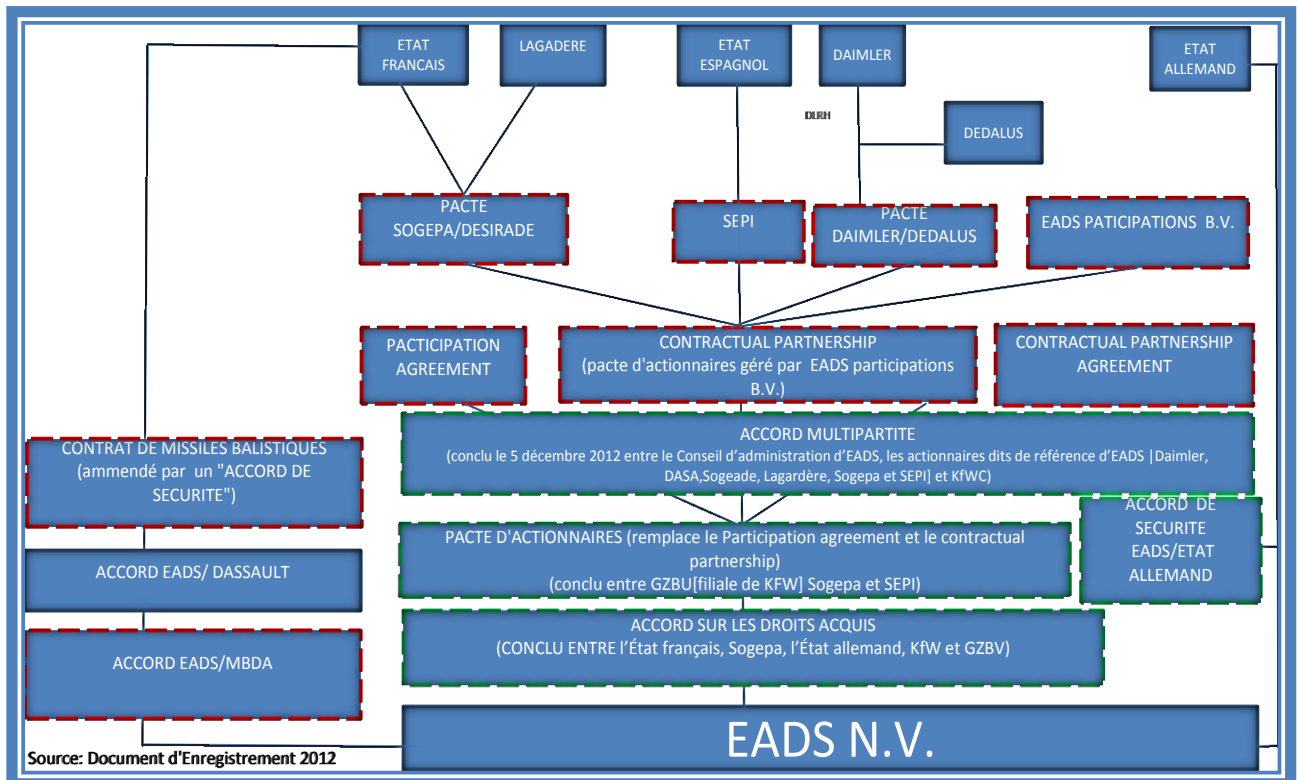 ETAT
FRANCAIS
LAGADERE
ETAT
ESPAGNOL
DAIMLER
ETAT
ALLEMAND
DLRH
DEDALUS
PACTE
SOGEPA/DESIRADE
SEPI
PACTE
DAIMLER/DEDALUS
EADS PATICIPATIONS B.V.
PACTICIPATION
AGREEMENT
CONTRACTUAL PARTNERSHIP
(pacte d'actionnaires géré par EADS participations
B.V.)
CONTRACTUAL PARTNERSHIP
AGREEMENT
ACCORD MULTIPARTITE
(conclu le 5 décembre 2012 entre le Conseil d’administration d’EADS, les actionnaires dits de référence d’EADS |Daimler,
DASA,Sogeade, Lagardère, Sogepa et SEPI] et KfWC)
CONTRAT DE MISSILES BALISTIQUES
(ammendé par un "ACCORD DE
SECURITE")
ACCORD DE
SECURITE
EADS/ETAT
ALLEMAND
PACTE D'ACTIONNAIRES (remplace le Participation agreement et le contractual
partnership)
(conclu entre GZBU[filiale de KFW] Sogepa et SEPI)
ACCORD EADS/ DASSAULT
ACCORD SUR LES DROITS ACQUIS
(CONCLU ENTRE l’État français, Sogepa, l’État allemand, KfW et GZBV)
ACCORD EADS/MBDA
EADS N.V.
Source: Document d'Enregistrement 2012